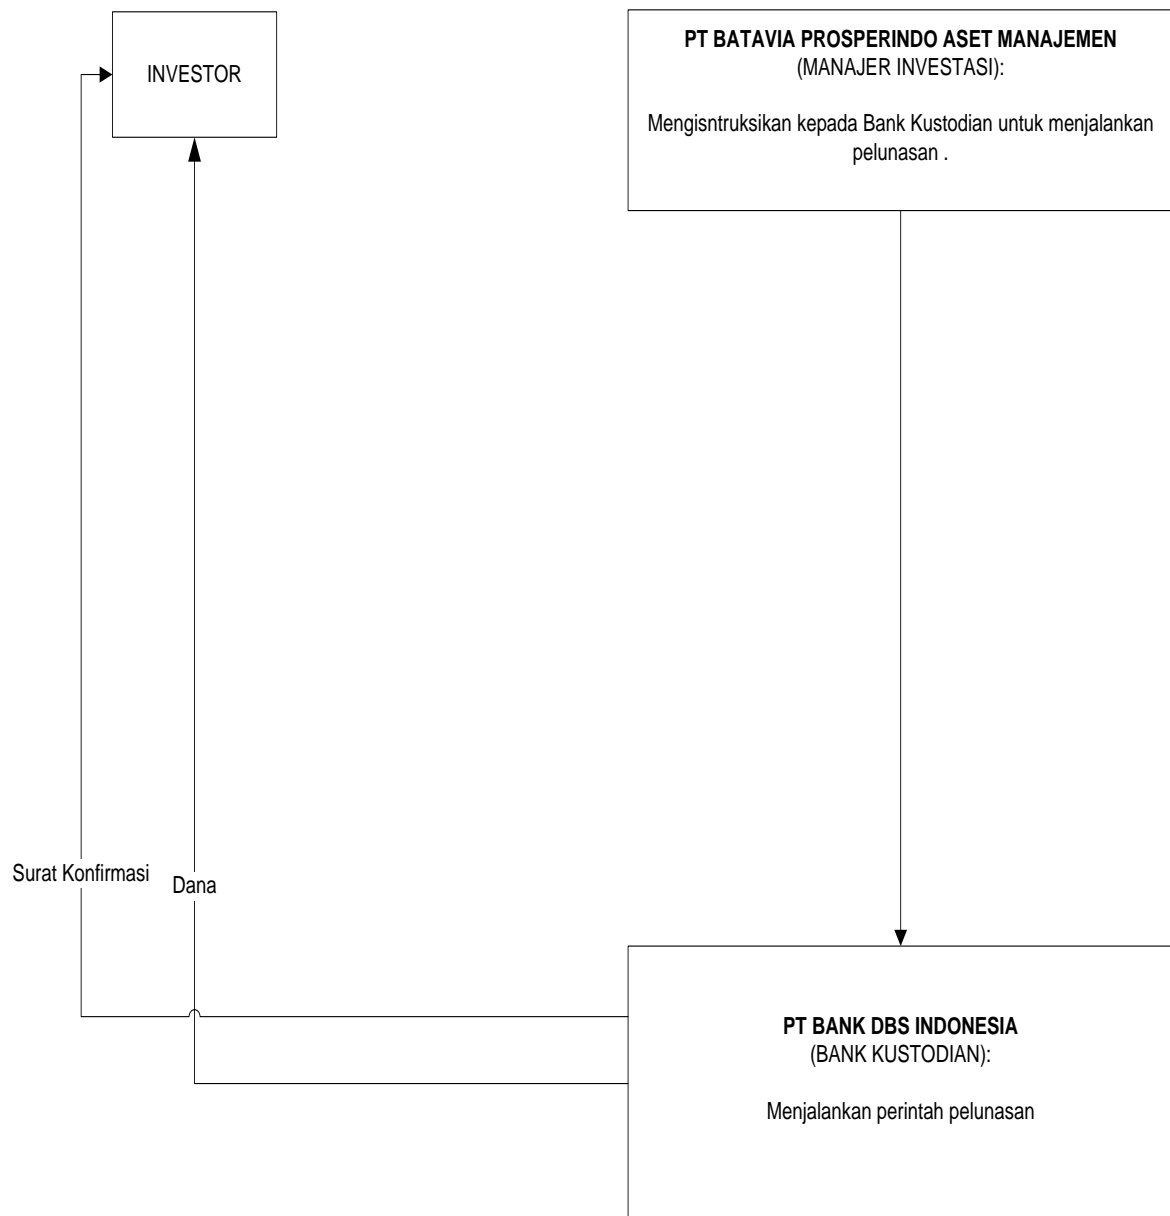 INVESTOR
PT BATAVIA PROSPERINDO ASET MANAJEMEN
(MANAJER INVESTASI):
Mengisntruksikan kepada Bank Kustodian untuk menjalankan
pelunasan .
Surat Konfirmasi
Dana
PT BANK DBS INDONESIA
(BANK KUSTODIAN):
Menjalankan perintah pelunasan